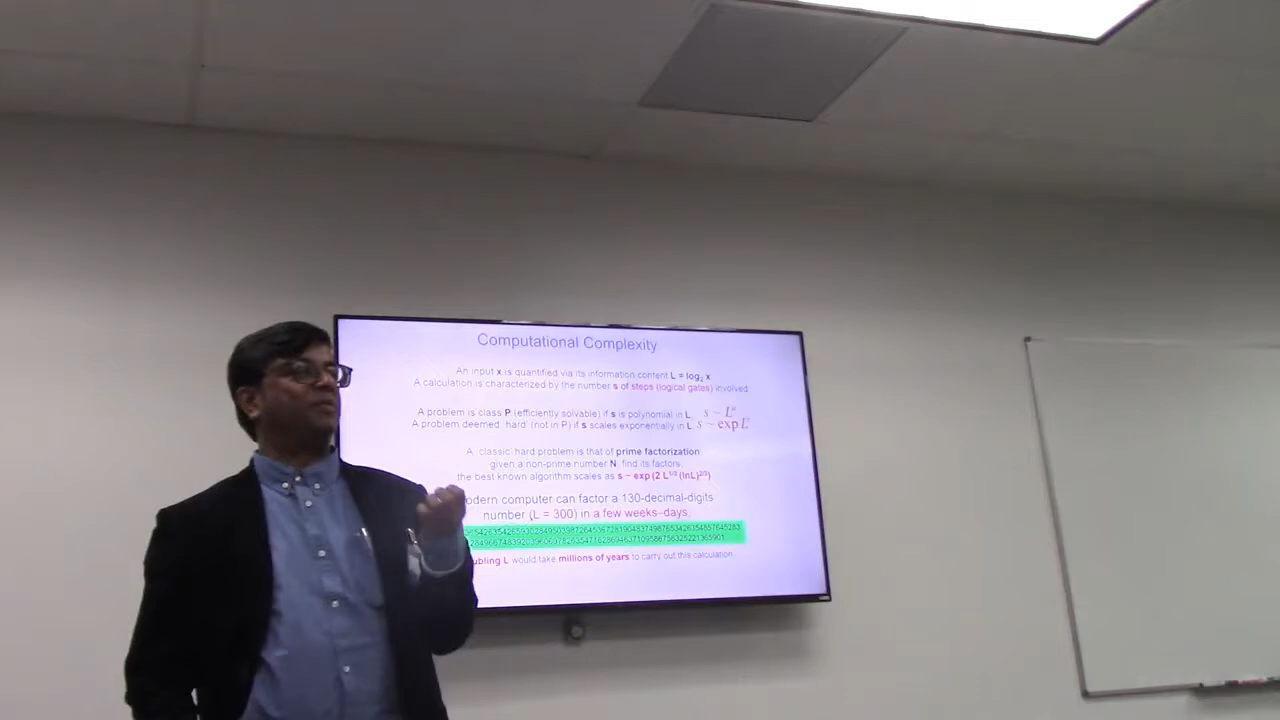 Computational Complexity
An input x is quantified via its information content L = log₂ x
A calculation is characterized by the number s of steps (logical gates) involved
A problem is class P (efficiently solvable) if s is polynomial in L s ~ Lⁿ
A problem deemed 'hard' (not in P) if s scales exponentially in L s ~ exp L
A classic hard problem is that of prime factorization
given a non-prime number N, find its factors
the best known algorithm scales as s ~ exp (2 L¹/³ (lnL)²/³)
odern computer can factor a 130-decimal-digits
number (L = 300) in a few weeks-days.
ubling L would take millions of years to carry out this calculation.